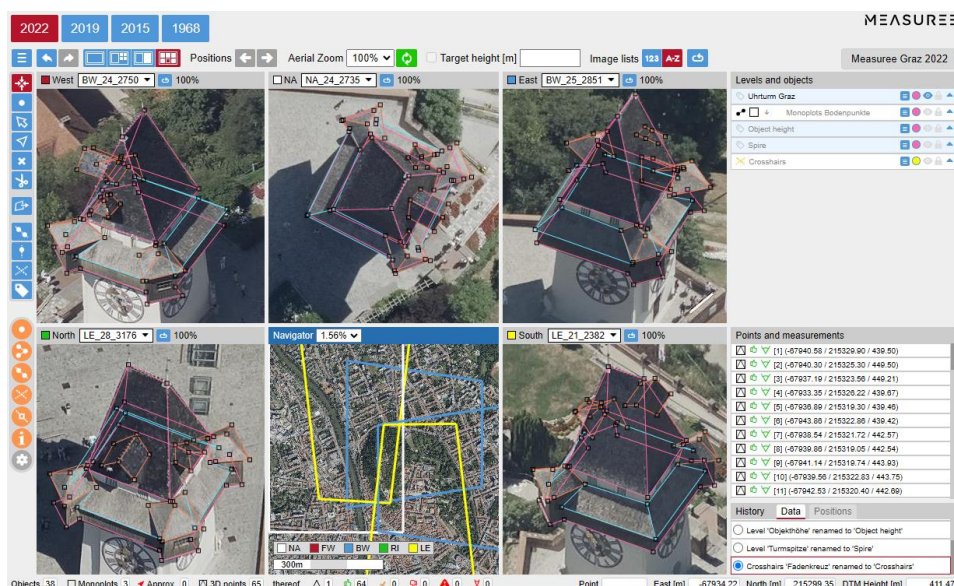 2022 2019 2015 1968
MEASUREE
Positions Aerial Zoom 100% Target height [m] Image lists 123 A-Z Measuree Graz 2022
West BW_24_2750 100%
NA NA_24_2735 100%
East BW_25_2851 100%
Levels and objects
Uhrturm Graz
Monoplots Bodenpunkte
Object height
Spire
Crosshairs
North LE_28_3176 100%
Navigator 1.56%
NA FW BW RI LE
300m
South LE_21_2382 100%
Points and measurements
[1] (-67940.58 / 215329.90 / 439.50)
[2] (-67940.30 / 215325.30 / 449.50)
[3] (-67937.19 / 215323.56 / 449.21)
[4] (-67933.35 / 215326.22 / 439.67)
[5] (-67936.89 / 215319.30 / 439.46)
[6] (-67943.86 / 215322.86 / 439.42)
[7] (-67938.54 / 215321.72 / 442.57)
[8] (-67939.86 / 215319.05 / 442.54)
[9] (-67941.14 / 215319.74 / 443.93)
[10] (-67939.56 / 215322.83 / 443.75)
[11] (-67942.53 / 215320.40 / 442.69)
History Data Positions
Level 'Objekthöhe' renamed to 'Object height'
Level 'Turmspitze' renamed to 'Spire'
Crosshairs 'Fadenkreuz' renamed to 'Crosshairs'
Objects 38 Monoplots 3 Approx. 0 3D points 65 thereof 1 64 0 0 0 0 Point East [m] -67934.22 North [m] 215299.35 DTM Height [m] 411.47